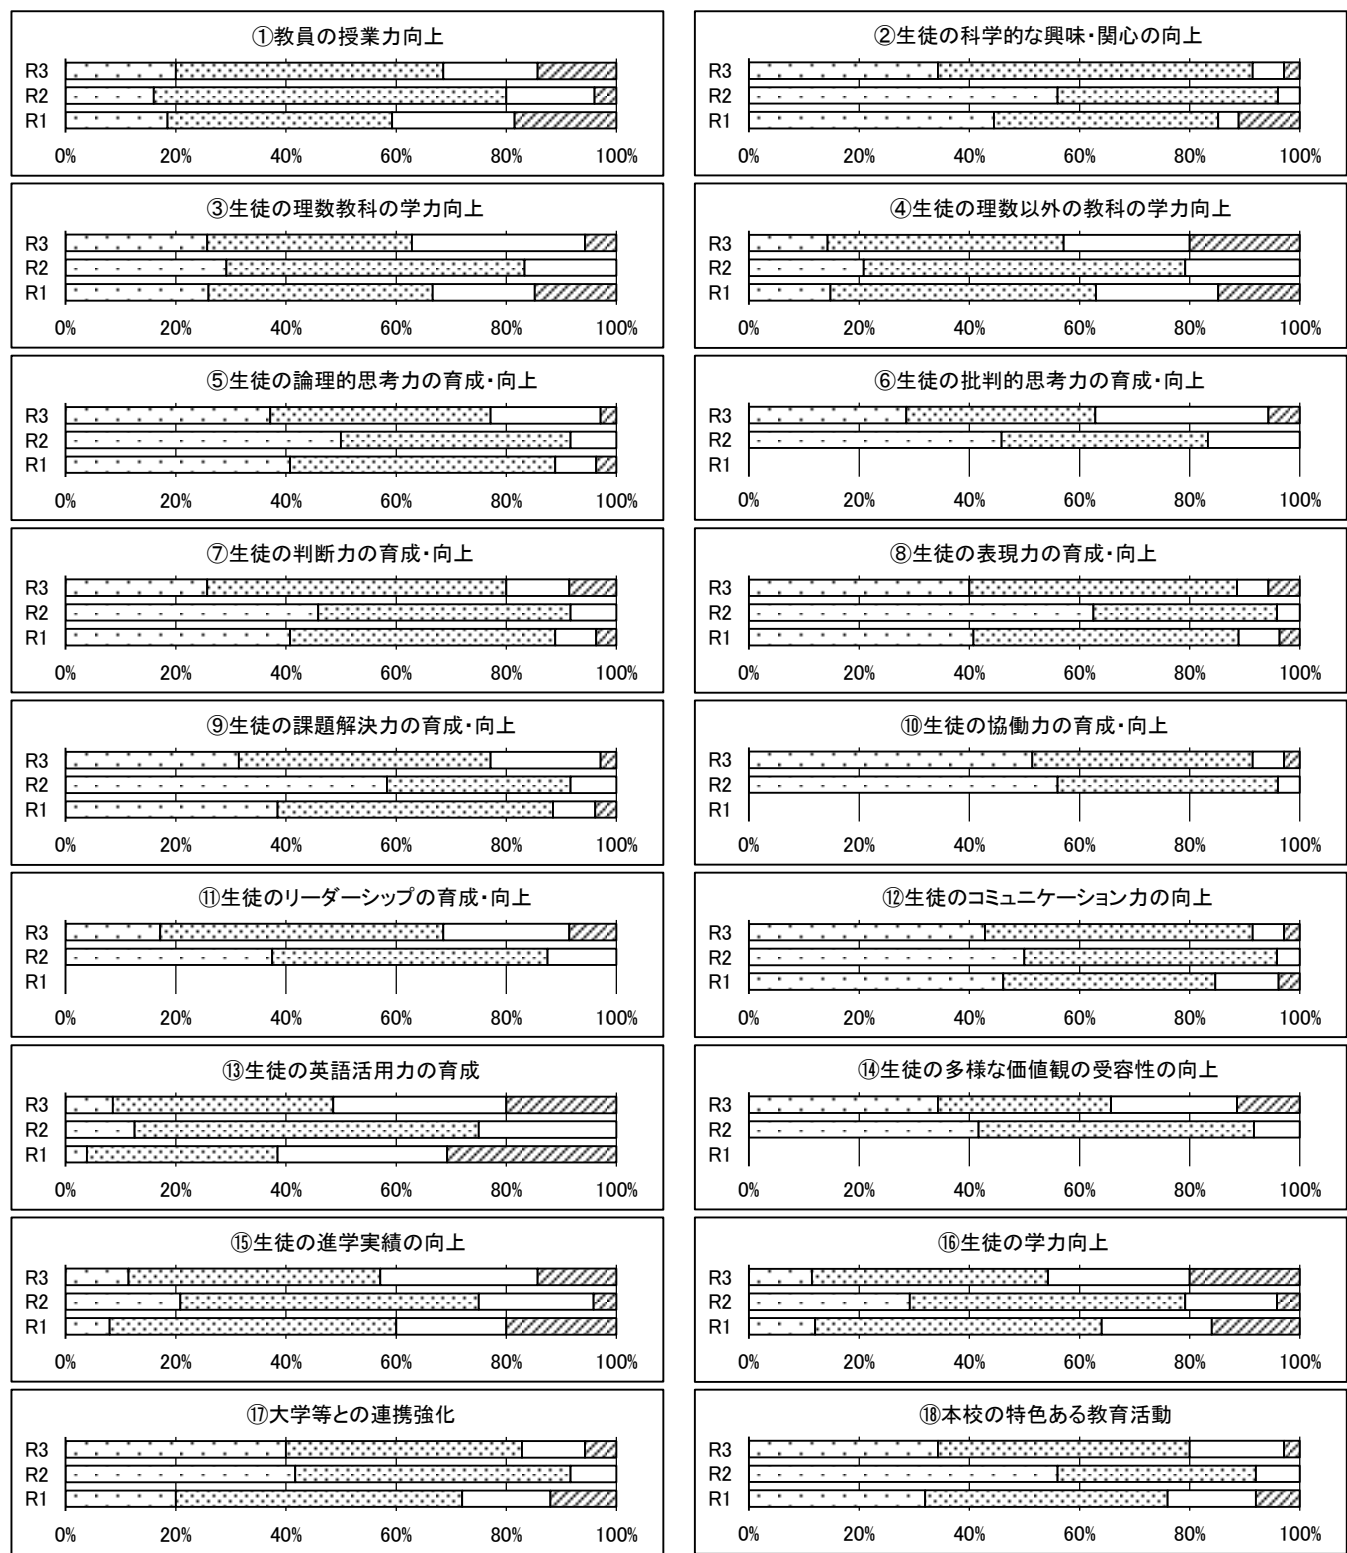 ①教員の授業力向上
R3
R2
R1
0% 20% 40% 60% 80% 100%
②生徒の科学的な興味・関心の向上
R3
R2
R1
0% 20% 40% 60% 80% 100%
③生徒の理数教科の学力向上
R3
R2
R1
0% 20% 40% 60% 80% 100%
④生徒の理数以外の教科の学力向上
R3
R2
R1
0% 20% 40% 60% 80% 100%
⑤生徒の論理的思考力の育成・向上
R3
R2
R1
0% 20% 40% 60% 80% 100%
⑥生徒の批判的思考力の育成・向上
R3
R2
R1
0% 20% 40% 60% 80% 100%
⑦生徒の判断力の育成・向上
R3
R2
R1
0% 20% 40% 60% 80% 100%
⑧生徒の表現力の育成・向上
R3
R2
R1
0% 20% 40% 60% 80% 100%
⑨生徒の課題解決力の育成・向上
R3
R2
R1
0% 20% 40% 60% 80% 100%
⑩生徒の協働力の育成・向上
R3
R2
R1
0% 20% 40% 60% 80% 100%
⑪生徒のリーダーシップの育成・向上
R3
R2
R1
0% 20% 40% 60% 80% 100%
⑫生徒のコミュニケーション力の向上
R3
R2
R1
0% 20% 40% 60% 80% 100%
⑬生徒の英語活用力の育成
R3
R2
R1
0% 20% 40% 60% 80% 100%
⑭生徒の多様な価値観の受容性の向上
R3
R2
R1
0% 20% 40% 60% 80% 100%
⑮生徒の進学実績の向上
R3
R2
R1
0% 20% 40% 60% 80% 100%
⑯生徒の学力向上
R3
R2
R1
0% 20% 40% 60% 80% 100%
⑰大学等との連携強化
R3
R2
R1
0% 20% 40% 60% 80% 100%
⑱本校の特色ある教育活動
R3
R2
R1
0% 20% 40% 60% 80% 100%